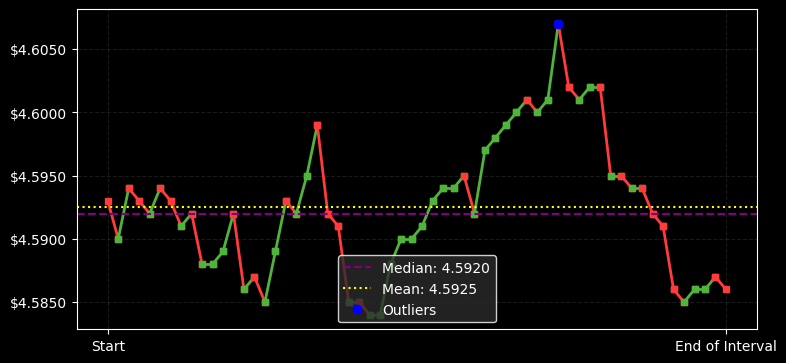 $4.6050
$4.6000
$4.5950
$4.5900
$4.5850
Median: 4.5920
Mean: 4.5925
Outliers
Start
End of Interval